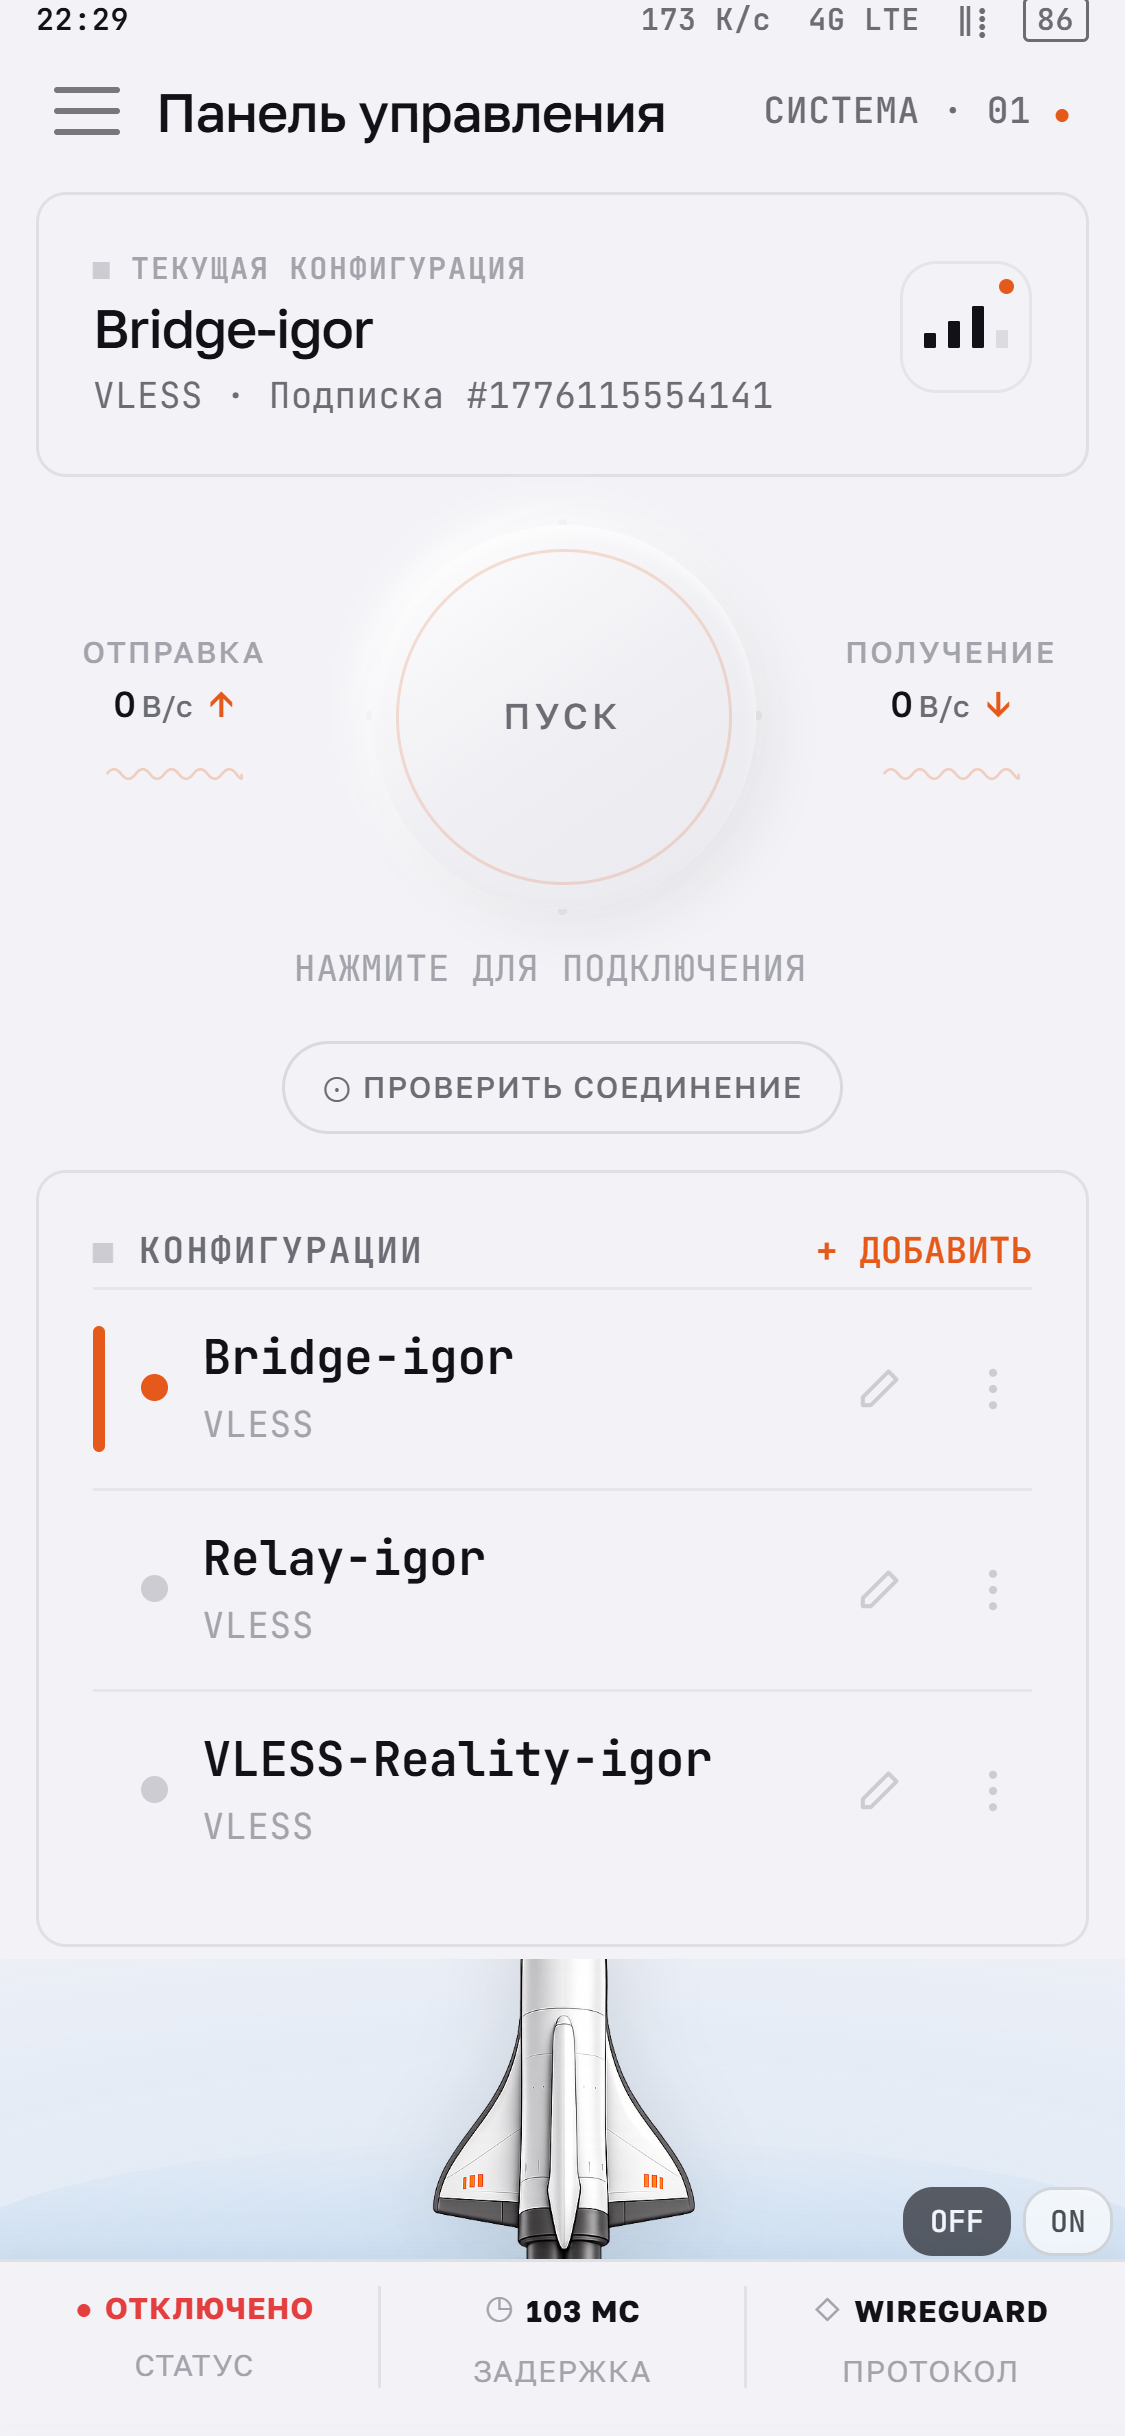 22:29 173 K/c 4G LTE 86
Панель управления СИСТЕМА · 01
ТЕКУЩАЯ КОНФИГУРАЦИЯ
Bridge-igor
VLESS · Подписка #1776115554141
ОТПРАВКА
0 B/c ↑
ПУСК
ПОЛУЧЕНИЕ
0 B/c ↓
НАЖМИТЕ ДЛЯ ПОДКЛЮЧЕНИЯ
ПРОВЕРИТЬ СОЕДИНЕНИЕ
КОНФИГУРАЦИИ + ДОБАВИТЬ
Bridge-igor
VLESS
Relay-igor
VLESS
VLESS-Reality-igor
VLESS
OFF ON
ОТКЛЮЧЕНО 103 МС WIREGUARD
СТАТУС ЗАДЕРЖКА ПРОТОКОЛ